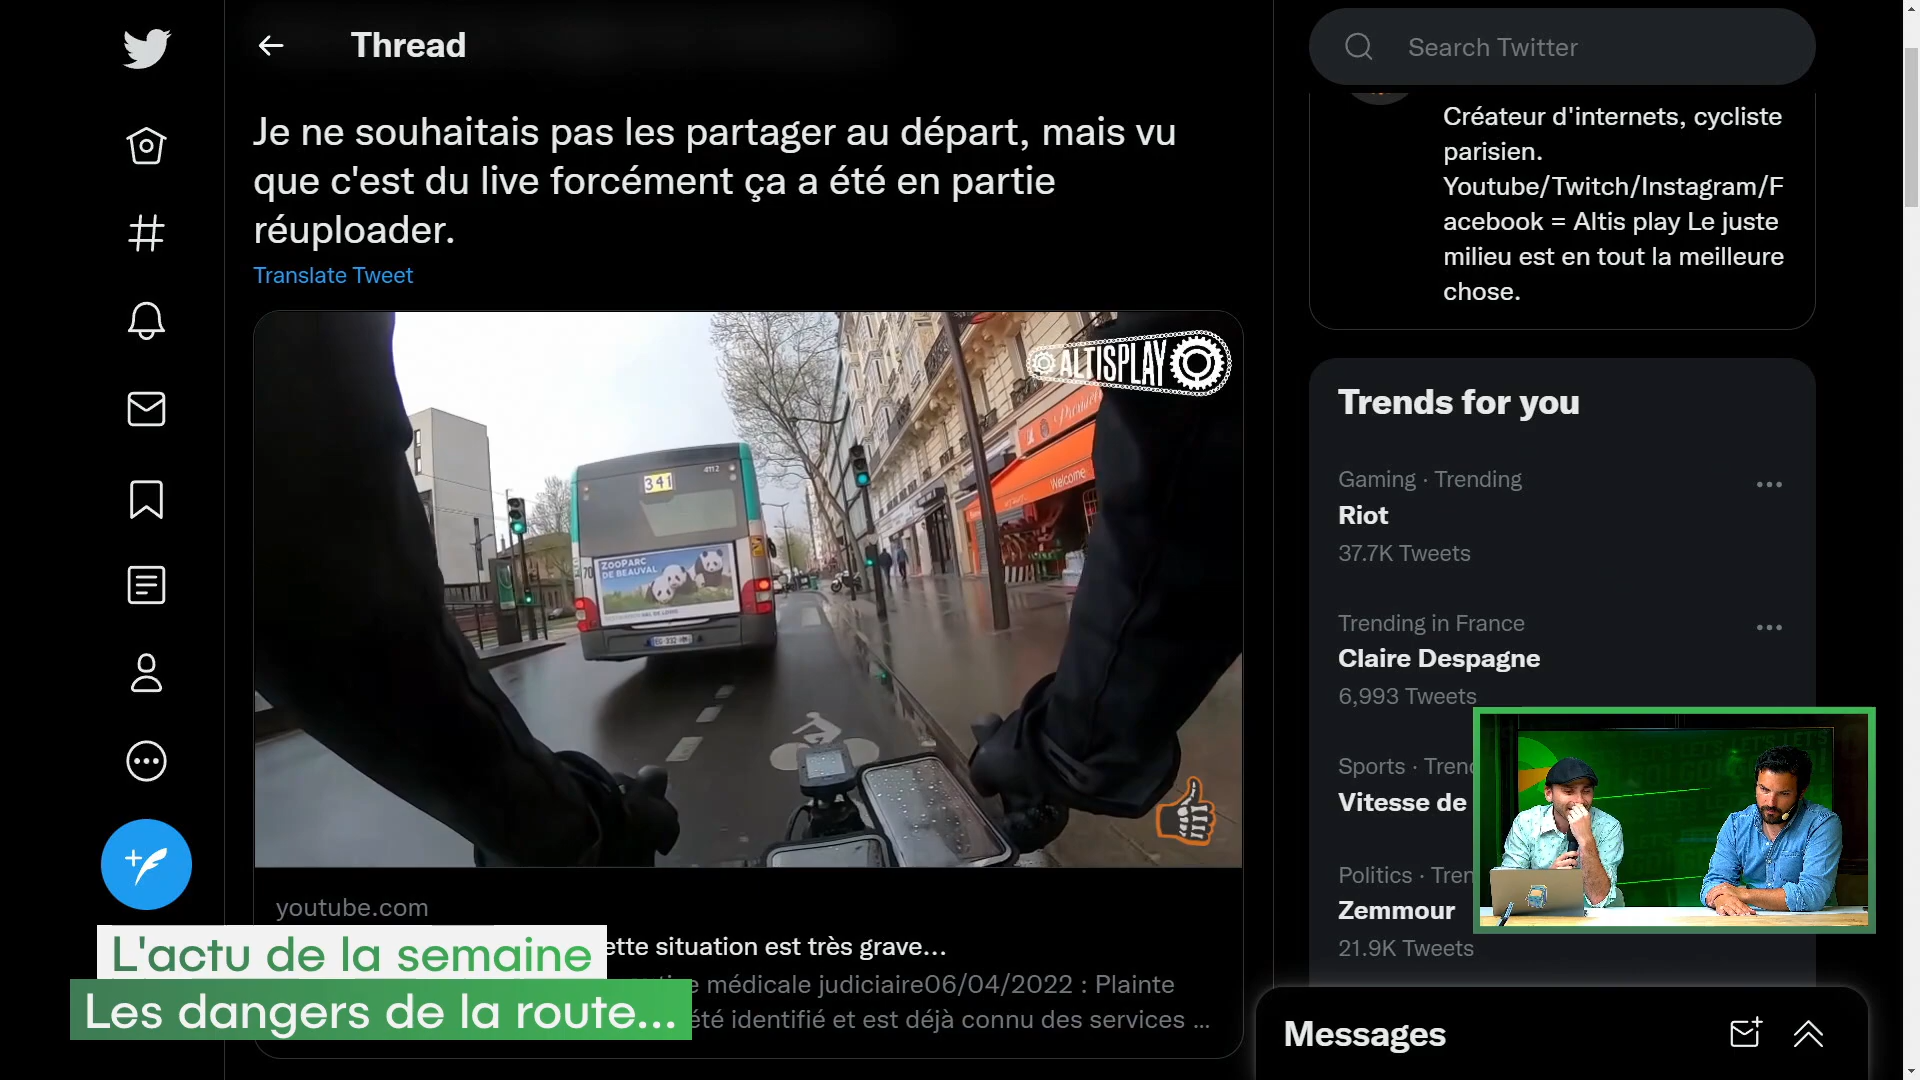 Thread
Je ne souhaitais pas les partager au départ, mais vu
que c'est du live forcément ça a été en partie
réuploader.
Translate Tweet
ALTISPLAY
4112
341
ZOOPARC
DE BEAUVAL
Welcome
youtube.com
ette situation est très grave...
médicale judiciaire06/04/2022 : Plainte
été identifié et est déjà connu des services ...
L'actu de la semaine
Les dangers de la route...
Search Twitter
Créateur d'internets, cycliste
parisien.
Youtube/Twitch/Instagram/F
acebook = Altis play Le juste
milieu est en tout la meilleure
chose.
Trends for you
Gaming · Trending
Riot
37.7K Tweets
Trending in France
Claire Despagne
6,993 Tweets
Sports · Trend
Vitesse de
Politics · Tren
Zemmour
21.9K Tweets
Messages